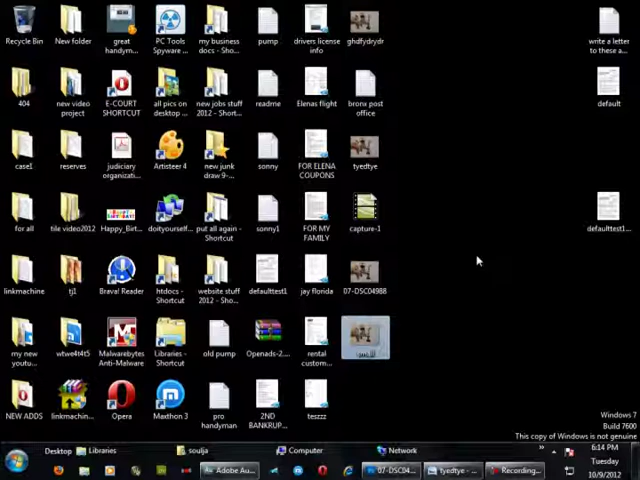 Recycle Bin
New folder
great
handym...
PC Tools
Spyware ...
my business
docs - Sho...
pump
drivers license
info
ghdfydrydr
write a letter
to these a...
404
new video
project
E-COURT
SHORTCUT
all pics on
desktop ...
new jobs stuff
2012 - Short...
readme
Elenas flight
bronx post
office
default
case1
reserves
judiciary
organizati...
Artisteer 4
new junk
draw 9-...
sonny
FOR ELENA
COUPONS
tyedtye
for all
tile video2012
Happy_Birt...
doityourself...
put all again -
Shortcut
sonny1
FOR MY
FAMILY
capture-1
defaulttest1...
linkmachine
tj1
Braval Reader
htdocs -
Shortcut
website stuff
2012 - Sho...
defaulttest1
jay florida
07-DSC04988
my new
youtu...
wtwe4t4t5
Malwarebytes
Anti-Malware
Libraries -
Shortcut
old pump
Openads-2....
rental
custom...
NEW ADDS
linkmachin...
Opera
Maxthon 3
pro
handyman
2ND
BANKRUP...
teszzz
Windows 7
Build 7600
This copy of Windows is not genuine
Desktop
Libraries
soulja
Computer
Network
»
6:14 PM
Tuesday
10/9/2012
Adobe Au...
07-DSC04...
tyedtye - ...
Recording...